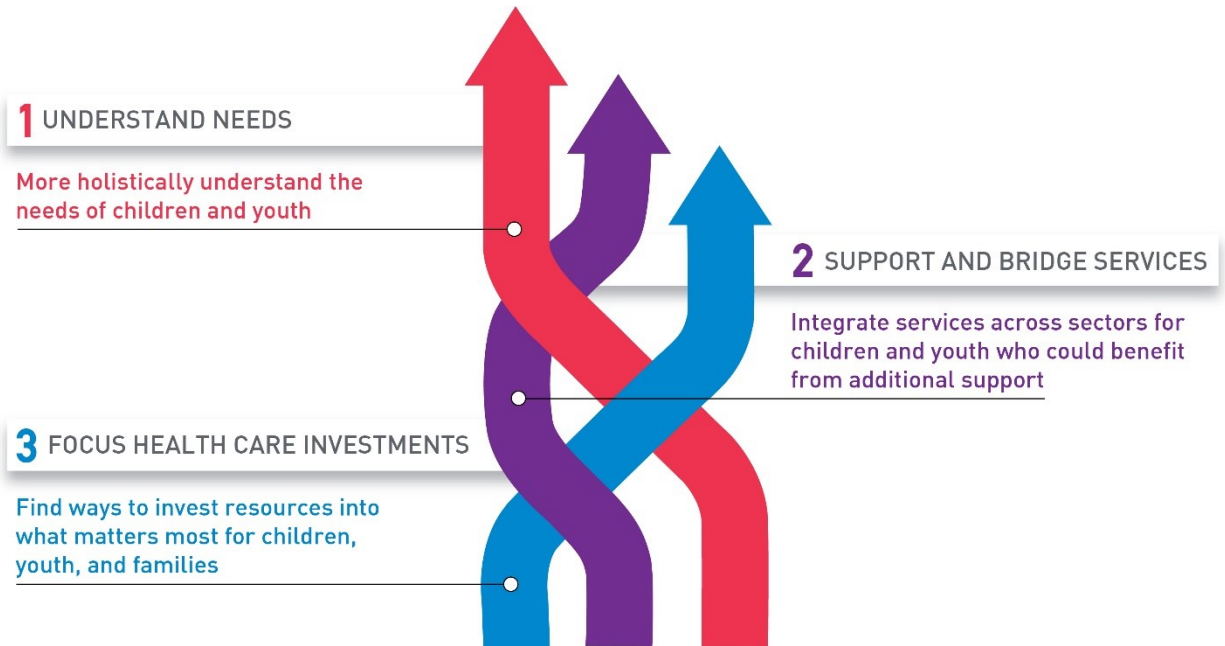 1 UNDERSTAND NEEDS
More holistically understand the
needs of children and youth
2 SUPPORT AND BRIDGE SERVICES
Integrate services across sectors for
children and youth who could benefit
from additional support
3 FOCUS HEALTH CARE INVESTMENTS
Find ways to invest resources into
what matters most for children,
youth, and families